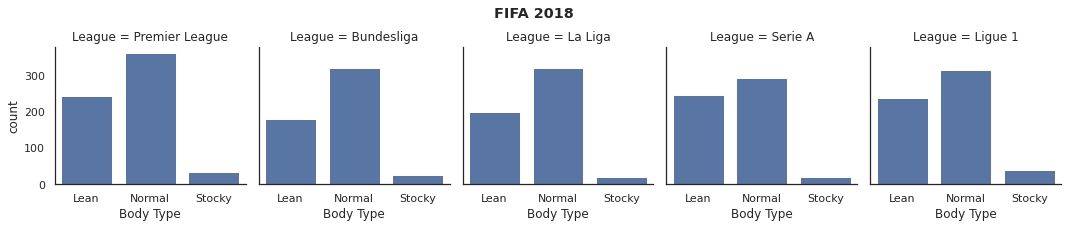 FIFA 2018
League = Premier League
League = Bundesliga
League = La Liga
League = Serie A
League = Ligue 1
count
300
200
100
0
Lean Normal Stocky
Lean Normal Stocky
Lean Normal Stocky
Lean Normal Stocky
Lean Normal Stocky
Body Type
Body Type
Body Type
Body Type
Body Type